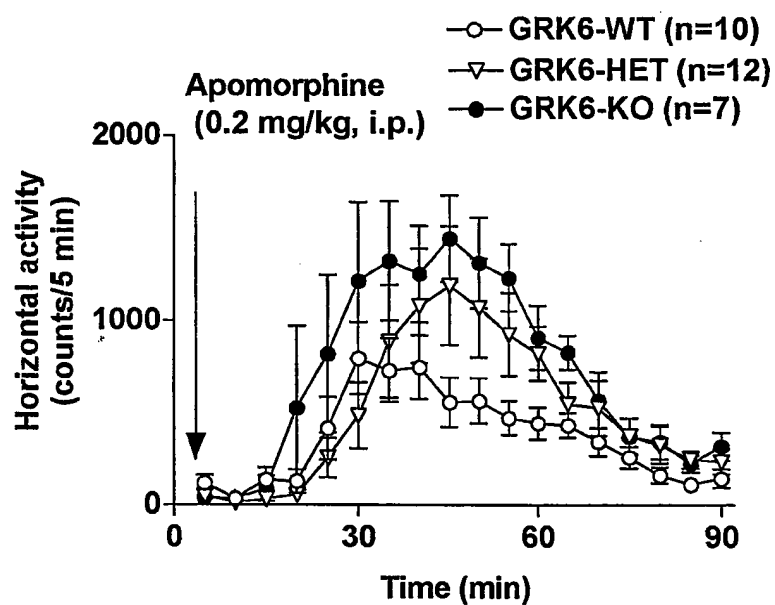 GRK6-WT (n=10)
GRK6-HET (n=12)
GRK6-KO (n=7)
Apomorphine
(0.2 mg/kg, i.p.)
2000
1000
0
Horizontal activity
(counts/5 min)
0 30 60 90
Time (min)